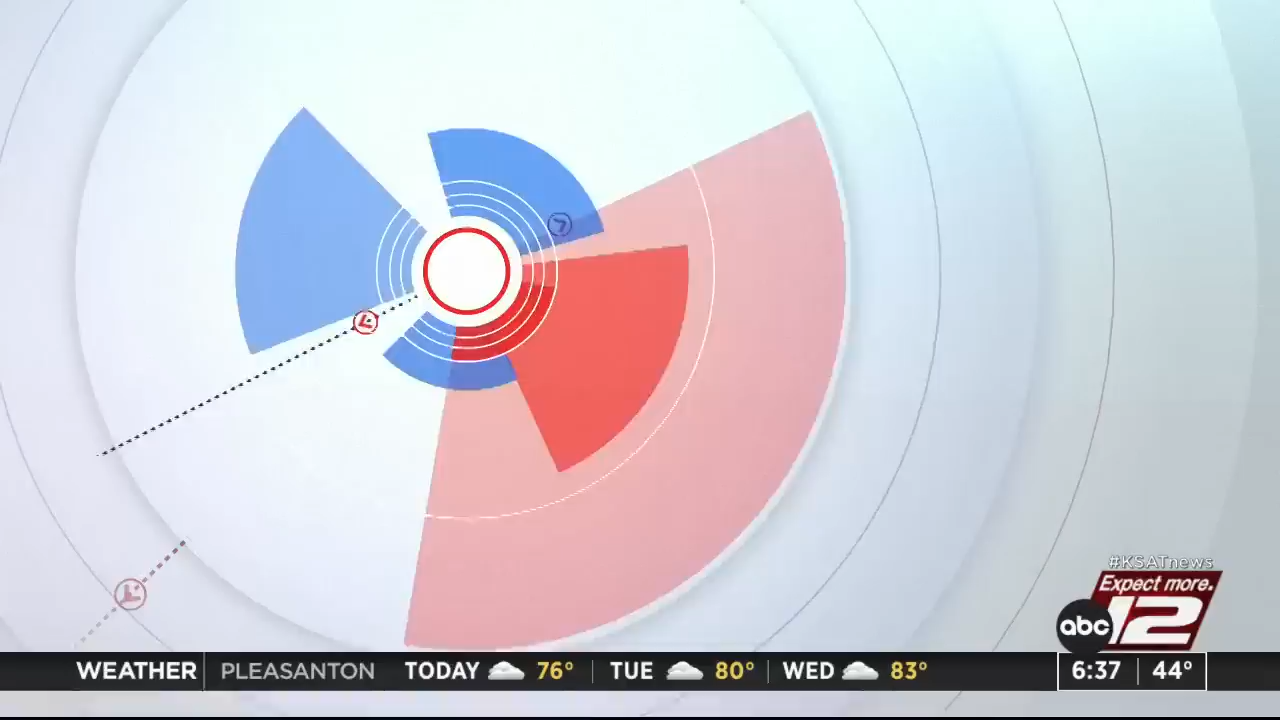 #KSATnews
Expect more.
abc 12
WEATHER PLEASANTON TODAY 76° TUE 80° WED 83° 6:37 44°